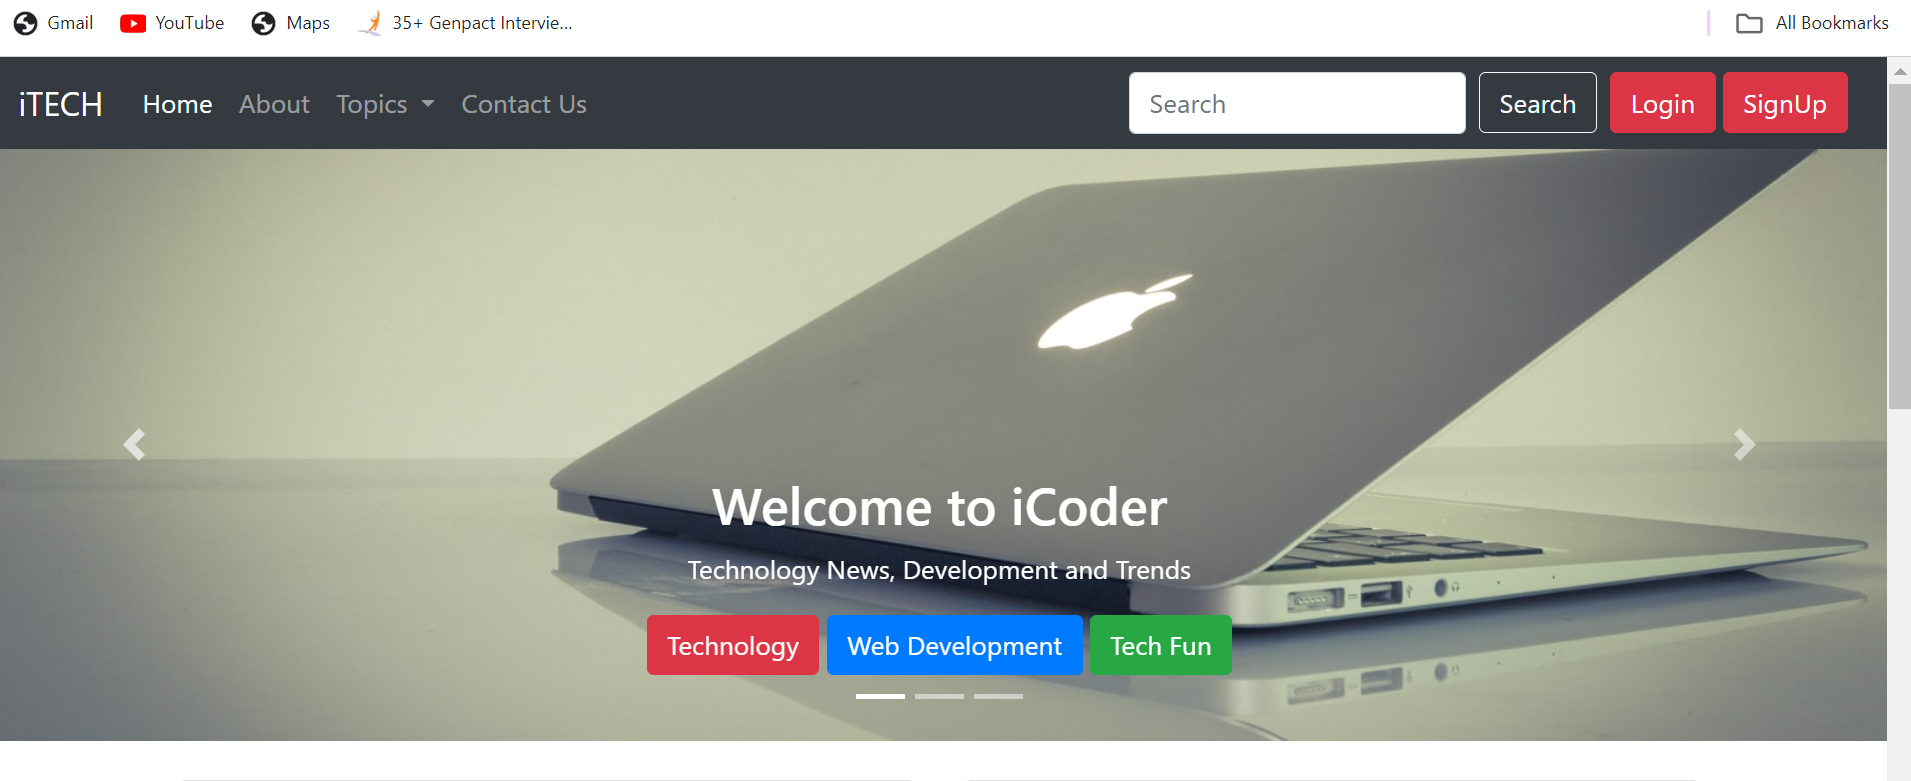 Gmail YouTube Maps 35+ Genpact Intervie... All Bookmarks
iTECH Home About Topics Contact Us Search Search Login SignUp
Welcome to iCoder
Technology News, Development and Trends
Technology Web Development Tech Fun